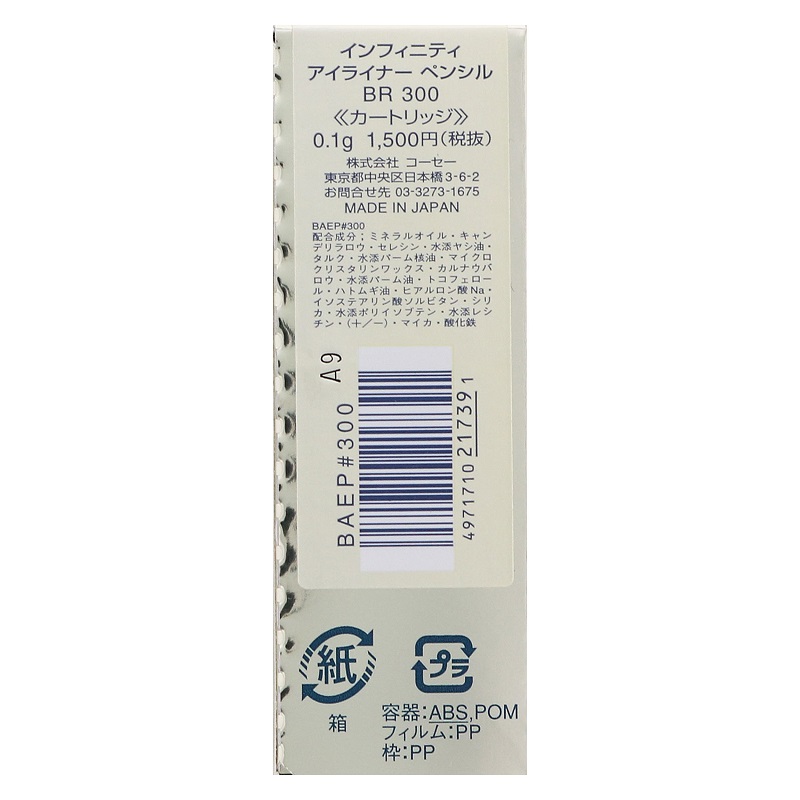 インフィニティ
アイライナー ペンシル
BR 300
≪カートリッジ≫
0.1g 1,500円(税抜)
株式会社 コーセー
東京都中央区日本橋3-6-2
お問合せ先 03-3273-1675
MADE IN JAPAN
BAEP#300
配合成分;ミネラルオイル・キャン
デリラロウ・セレシン・水添ヤシ油・
タルク・水添パーム核油・マイクロ
クリスタリンワックス・カルナウバ
ロウ・水添パーム油・トコフェロー
ル・ハトムギ油・ヒアルロン酸Na・
イソステアリン酸ソルビタン・シリ
カ・水添ポリイソブテン・水添レシ
チン・(+/-)・マイカ・酸化鉄
BAEP#300 A9
4971710 217391
紙
箱
プラ
容器:ABS,POM
フィルム:PP
枠:PP